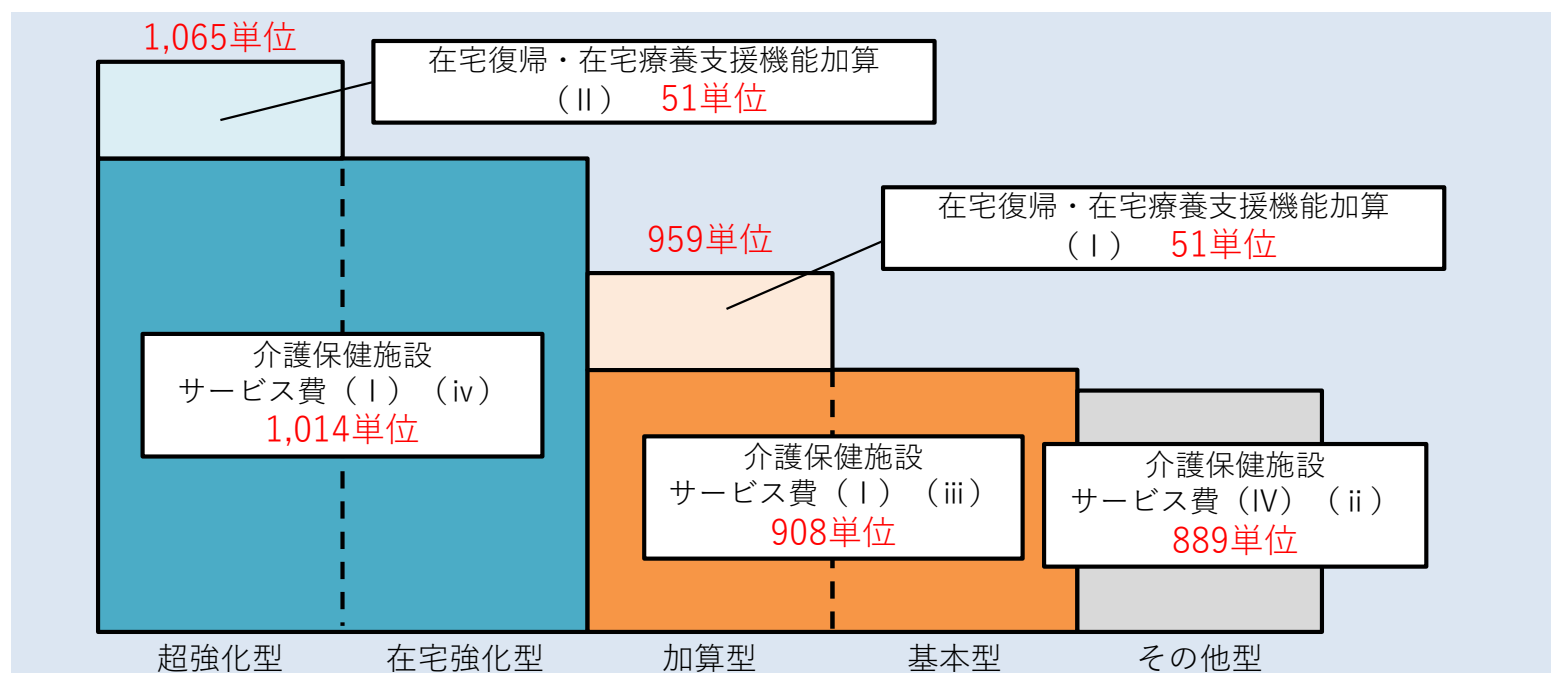 1,065単位
在宅復帰・在宅療養支援機能加算
（Ⅱ）　51単位
959単位
在宅復帰・在宅療養支援機能加算
（Ⅰ）　51単位
介護保健施設
サービス費（Ⅰ）（ⅳ）
1,014単位
介護保健施設
サービス費（Ⅰ）（ⅲ）
908単位
介護保健施設
サービス費（Ⅳ）（ⅱ）
889単位
超強化型　在宅強化型　加算型　基本型　その他型